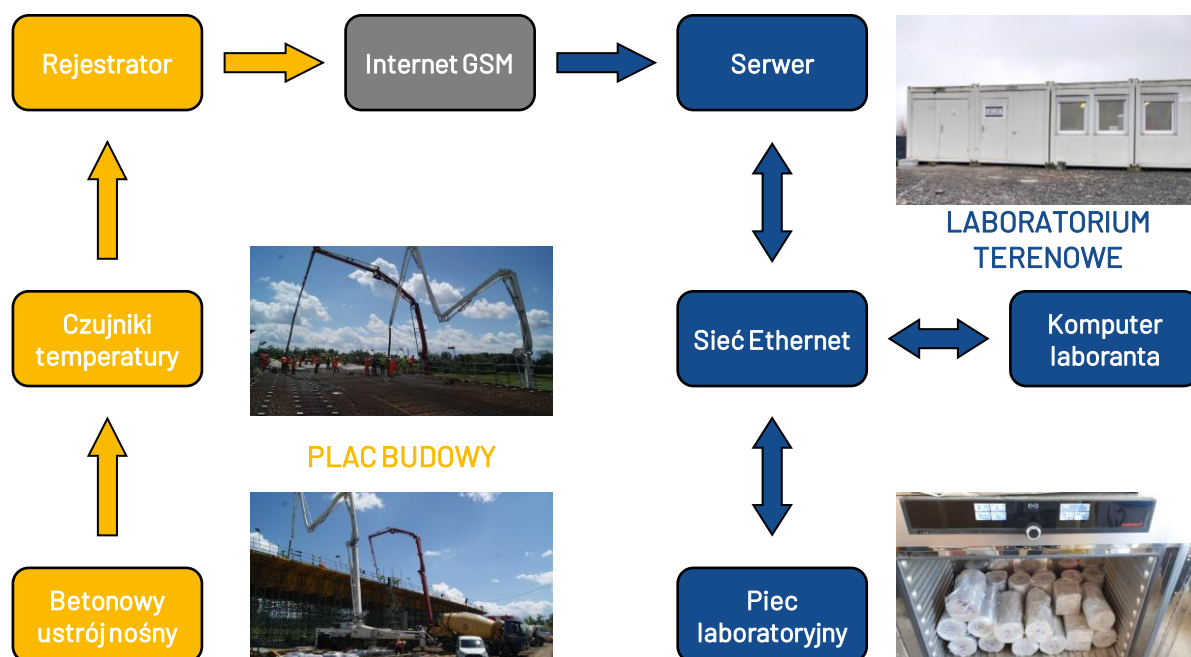 Rejestrator
Internet GSM
Serwer
LABORATORIUM
TERENOWE
Czujniki
temperatury
Sieć Ethernet
Komputer
laboranta
PLAC BUDOWY
Betonowy
ustrój nośny
Piec
laboratoryjny